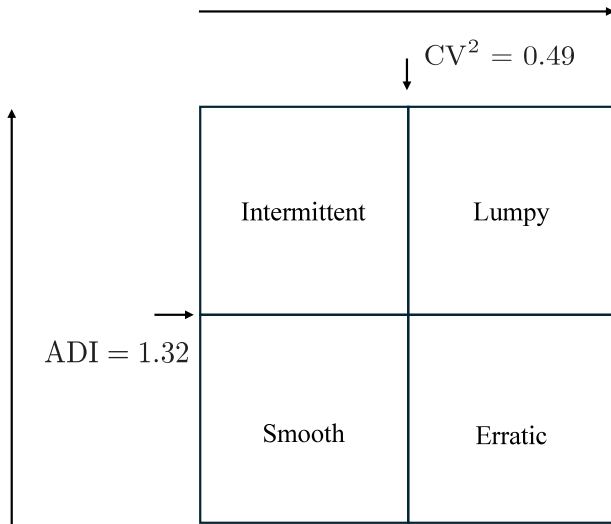 CV² = 0.49
Intermittent Lumpy
ADI = 1.32
Smooth Erratic